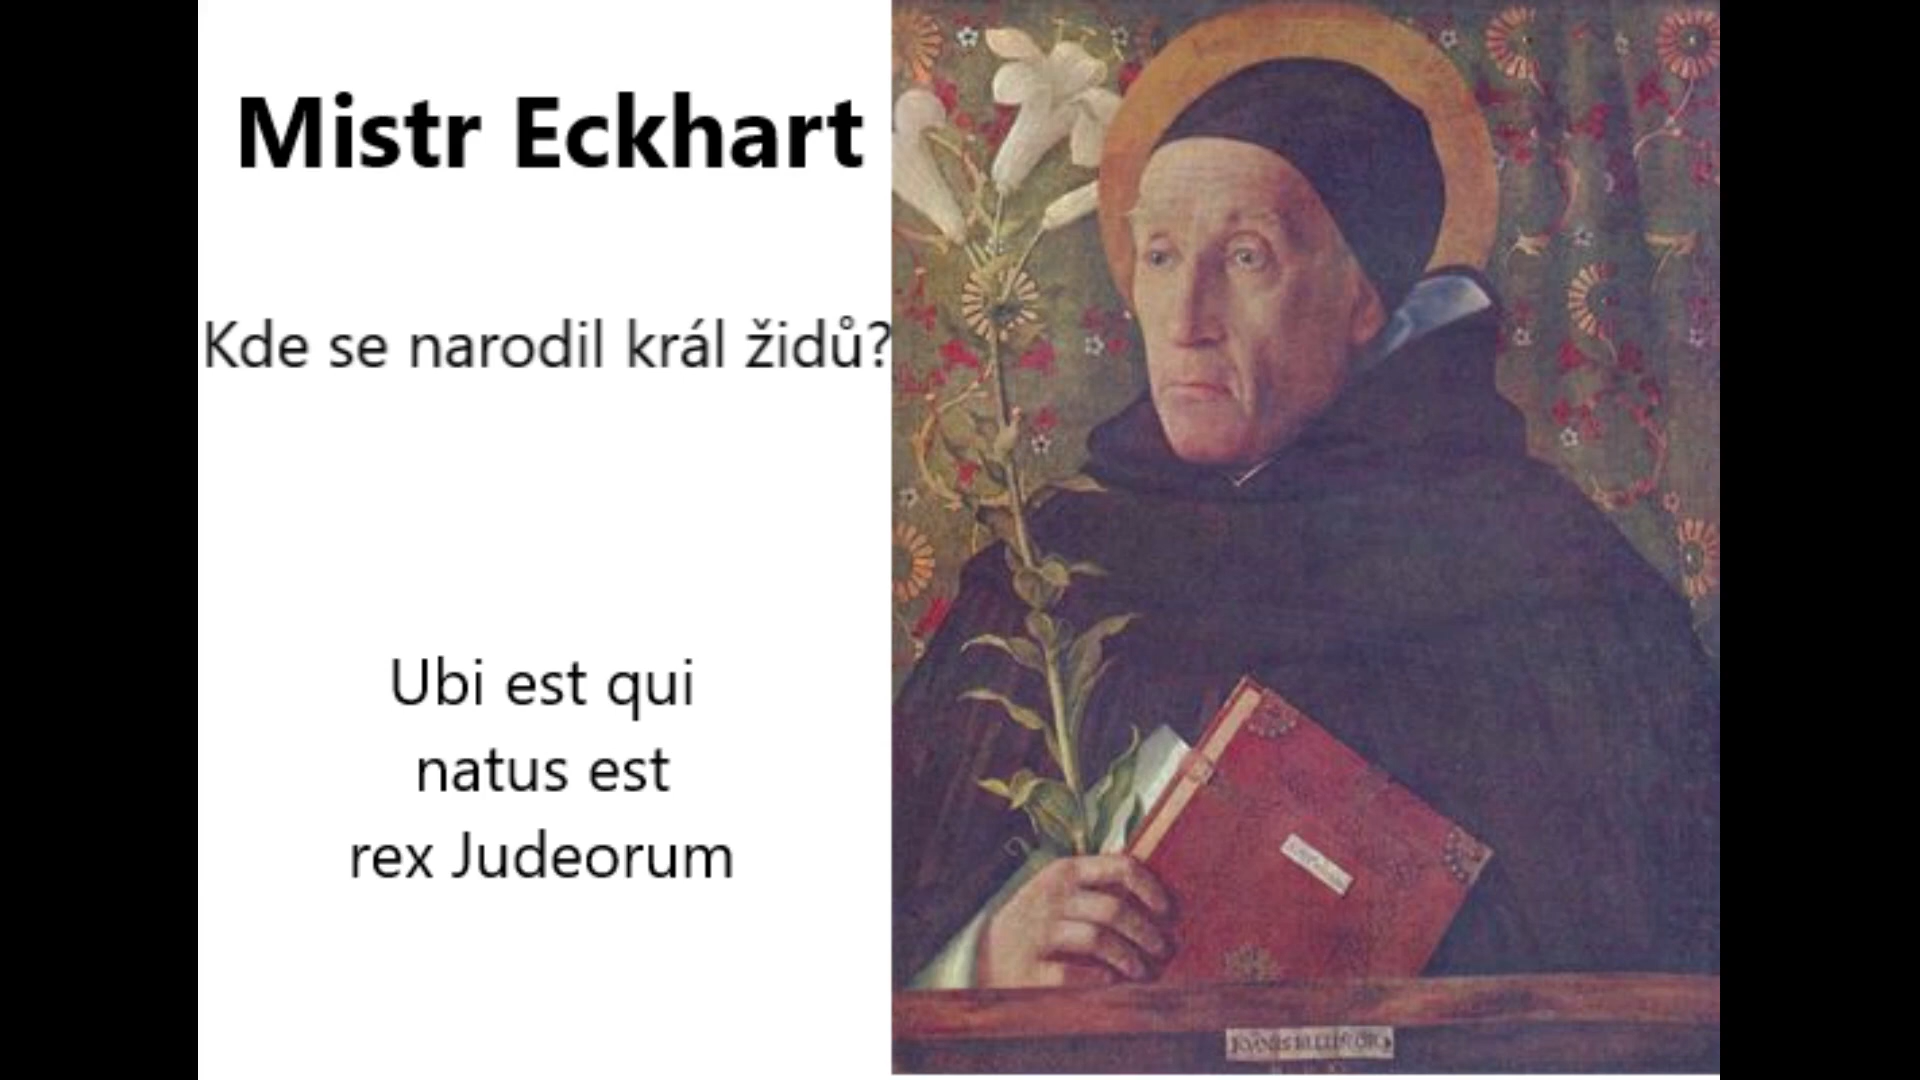 Mistr Eckhart
Kde se narodil král židů?
Ubi est qui
natus est
rex Judeorum